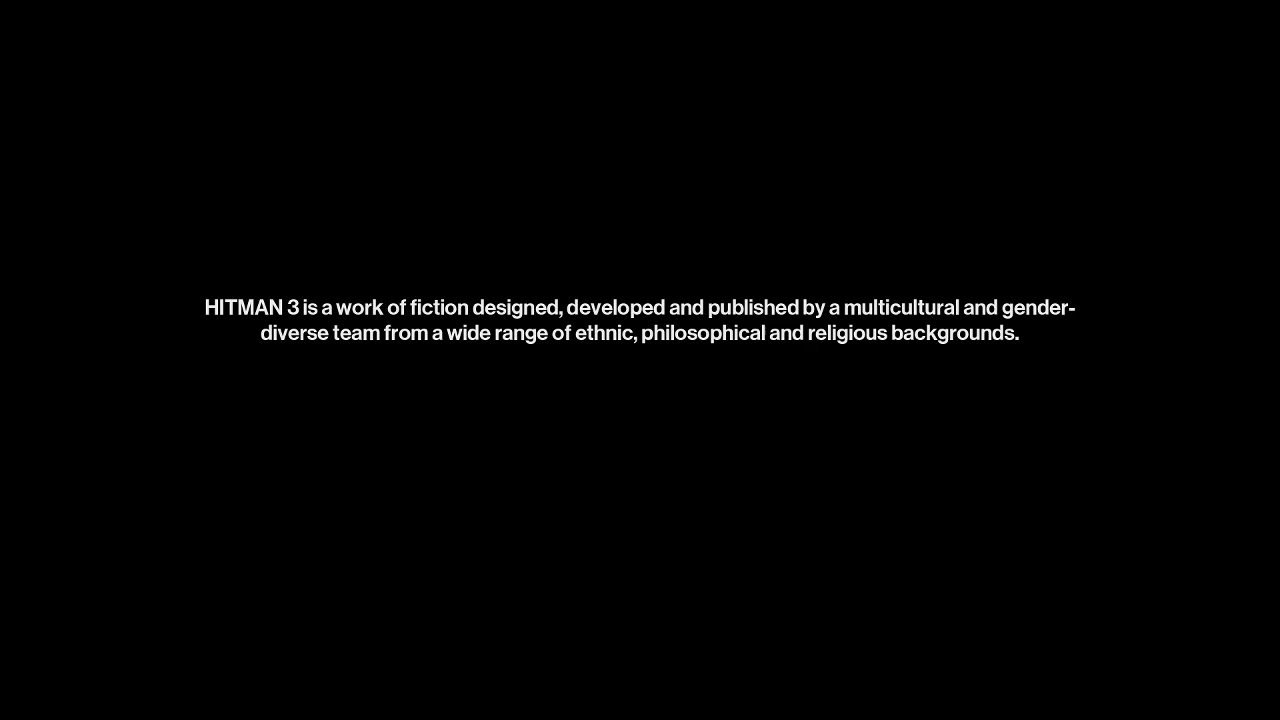 HITMAN 3 is a work of fiction designed, developed and published by a multicultural and gender-
diverse team from a wide range of ethnic, philosophical and religious backgrounds.